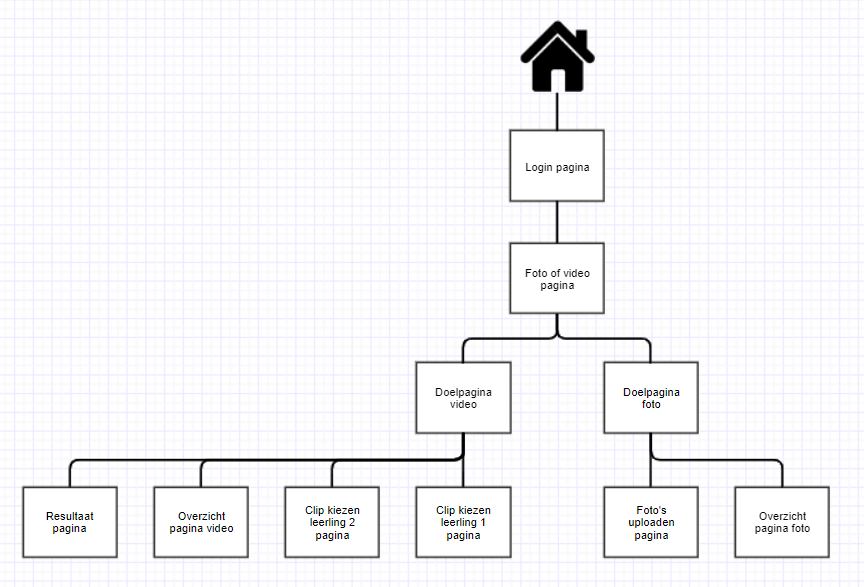 Login pagina
Foto of video
pagina
Doelpagina
video
Doelpagina
foto
Resultaat
pagina
Overzicht
pagina video
Clip kiezen
leerling 2
pagina
Clip kiezen
leerling 1
pagina
Foto's
uploaden
pagina
Overzicht
pagina foto